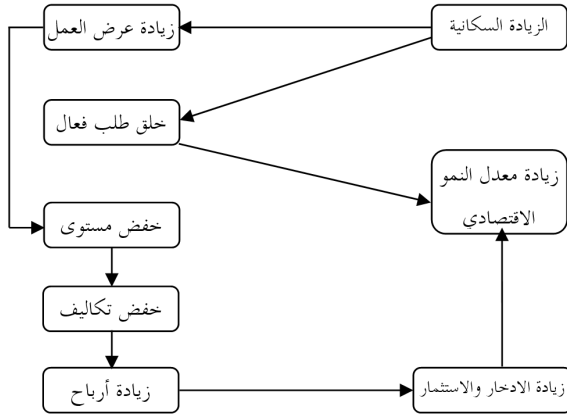 الزيادة السكانية
زيادة عرض العمل
خلق طلب فعال
زيادة معدل النمو
الاقتصادي
خفض مستوى
خفض تكاليف
زيادة أرباح
زيادة الادخار والاستثمار